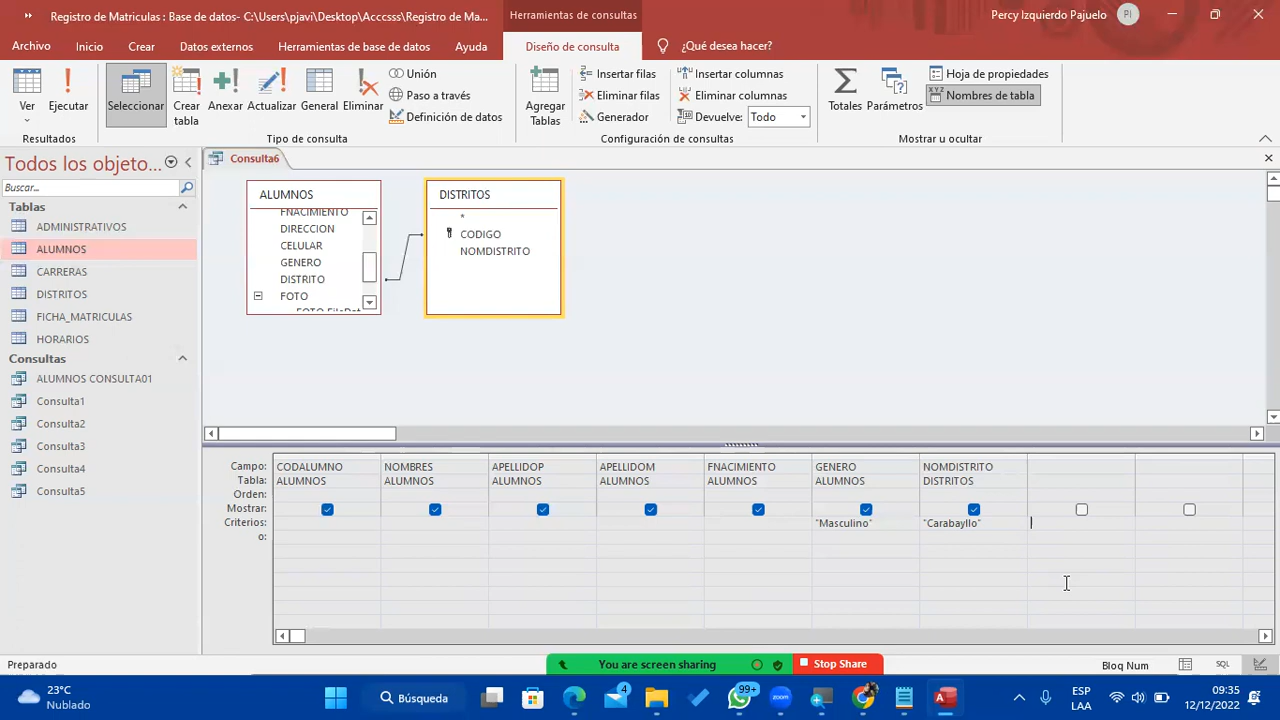 Registro de Matriculas : Base de datos- C:\Users\pjavi\Desktop\Acccsss\Registro de Ma...
Herramientas de consultas
Percy Izquierdo Pajuelo
PI
Archivo Inicio Crear Datos externos Herramientas de base de datos Ayuda Diseño de consulta ¿Qué desea hacer?
Ver
Ejecutar
Resultados
Seleccionar
Crear tabla
Anexar
Actualizar
General
Eliminar
Unión
Paso a través
Definición de datos
Tipo de consulta
Agregar Tablas
Insertar filas
Eliminar filas
Generador
Insertar columnas
Eliminar columnas
Devuelve: Todo
Configuración de consultas
Totales
Parámetros
Hoja de propiedades
Nombres de tabla
Mostrar u ocultar
Todos los objeto...
Buscar...
Tablas
ADMINISTRATIVOS
ALUMNOS
CARRERAS
DISTRITOS
FICHA_MATRICULAS
HORARIOS
Consultas
ALUMNOS CONSULTA01
Consulta1
Consulta2
Consulta3
Consulta4
Consulta5
Consulta6
ALUMNOS
FNACIMIENTO
DIRECCION
CELULAR
GENERO
DISTRITO
FOTO
DISTRITOS
*
CODIGO
NOMDISTRITO
Campo: CODALUMNO NOMBRES APELLIDOP APELLIDOM FNACIMIENTO GENERO NOMDISTRITO
Tabla: ALUMNOS ALUMNOS ALUMNOS ALUMNOS ALUMNOS ALUMNOS DISTRITOS
Orden:
Mostrar:
Criterios: "Masculino" "Carabayllo"
o:
Preparado
You are screen sharing
Stop Share
Bloq Num
SQL
23°C
Nublado
Búsqueda
4
99+
zoom
ESP
LAA
09:35
12/12/2022